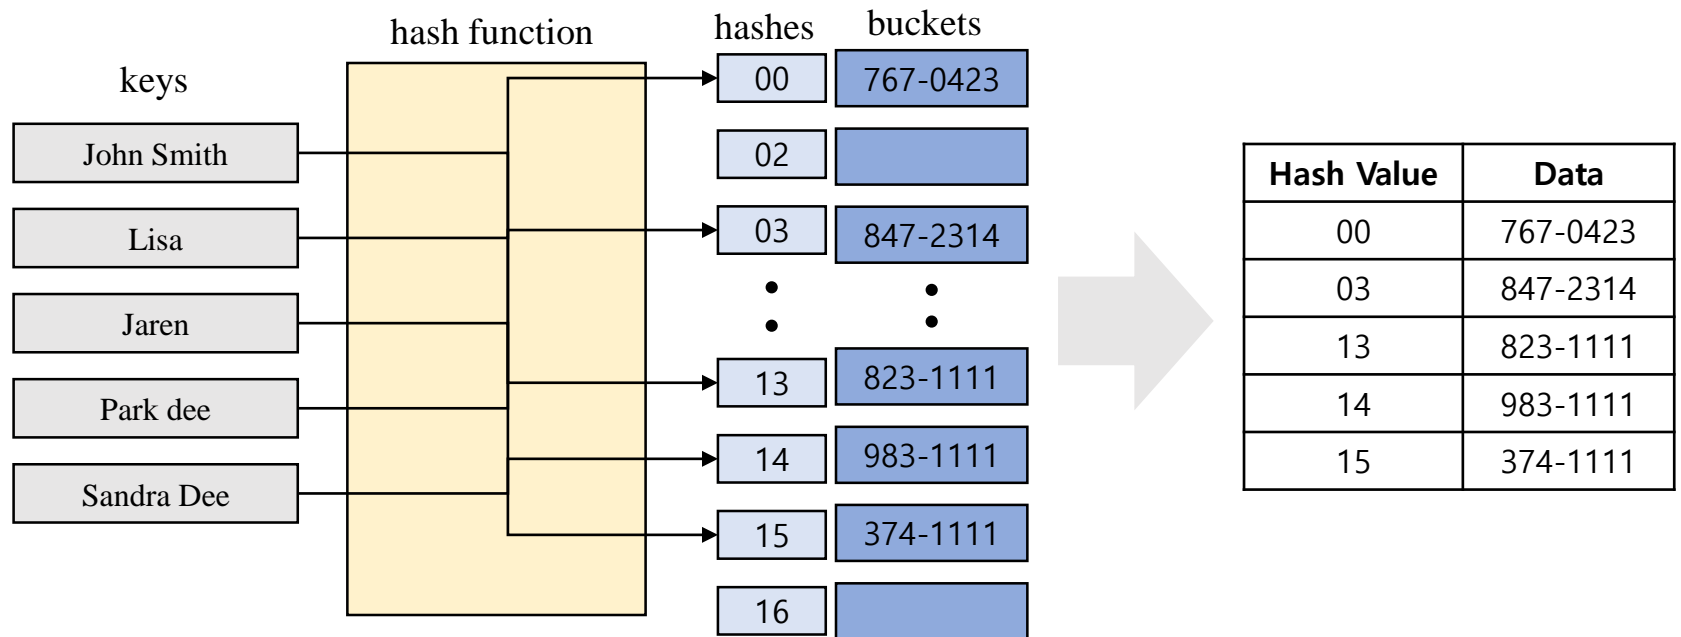 keys
John Smith
Lisa
Jaren
Park dee
Sandra Dee
hash function
hashes buckets
00 767-0423
02
03 847-2314
13 823-1111
14 983-1111
15 374-1111
16
Hash Value Data
00 767-0423
03 847-2314
13 823-1111
14 983-1111
15 374-1111